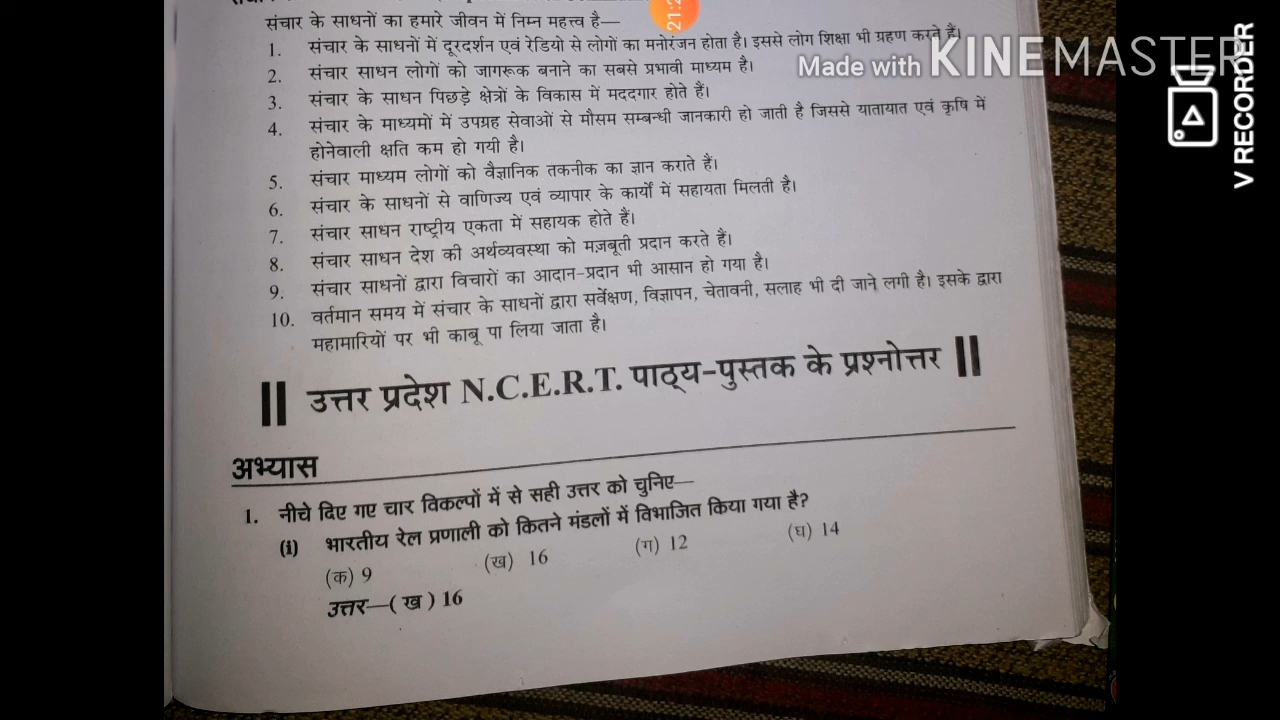 संचार के साधनों का हमारे जीवन में निम्न महत्त्व है—
1. संचार के साधनों में दूरदर्शन एवं रेडियो से लोगों का मनोरंजन होता है। इससे लोग शिक्षा भी ग्रहण करते हैं।
2. संचार साधन लोगों को जागरूक बनाने का सबसे प्रभावी माध्यम है।
3. संचार के साधन पिछड़े क्षेत्रों के विकास में मददगार होते हैं।
4. संचार के माध्यमों में उपग्रह सेवाओं से मौसम सम्बन्धी जानकारी हो जाती है जिससे यातायात एवं कृषि में
होनेवाली क्षति कम हो गयी है।
5. संचार माध्यम लोगों को वैज्ञानिक तकनीक का ज्ञान कराते हैं।
6. संचार के साधनों से वाणिज्य एवं व्यापार के कार्यों में सहायता मिलती है।
7. संचार साधन राष्ट्रीय एकता में सहायक होते हैं।
8. संचार साधन देश की अर्थव्यवस्था को मज़बूती प्रदान करते हैं।
9. संचार साधनों द्वारा विचारों का आदान-प्रदान भी आसान हो गया है।
10. वर्तमान समय में संचार के साधनों द्वारा सर्वेक्षण, विज्ञापन, चेतावनी, सलाह भी दी जाने लगी है। इसके द्वारा
महामारियों पर भी काबू पा लिया जाता है।
|| उत्तर प्रदेश N.C.E.R.T. पाठ्य-पुस्तक के प्रश्नोत्तर ||
अभ्यास
1. नीचे दिए गए चार विकल्पों में से सही उत्तर को चुनिए—
(i) भारतीय रेल प्रणाली को कितने मंडलों में विभाजित किया गया है?
(क) 9 (ख) 16 (ग) 12 (घ) 14
उत्तर—(ख) 16
Made with KINEMASTER
V RECORDER